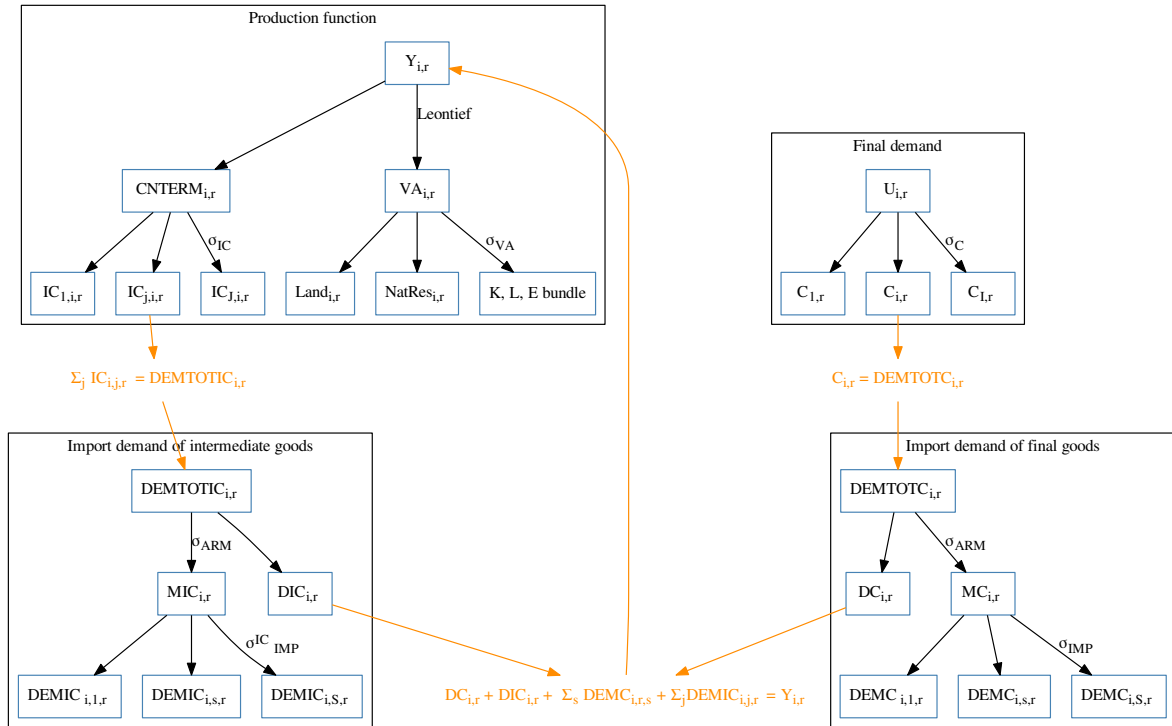 Production function
Y_{i,r}
Leontief
Final demand
CNTERM_{i,r}
VA_{i,r}
U_{i,r}
σ_{IC}
σ_{VA}
σ_C
IC_{1,i,r}
IC_{j,i,r}
IC_{J,i,r}
Land_{i,r}
NatRes_{i,r}
K, L, E bundle
C_{1,r}
C_{i,r}
C_{I,r}
Σ_j IC_{i,j,r} = DEMTOTIC_{i,r}
C_{i,r} = DEMTOTC_{i,r}
Import demand of intermediate goods
Import demand of final goods
DEMTOTIC_{i,r}
DEMTOTC_{i,r}
σ_{ARM}
σ_{ARM}
MIC_{i,r}
DIC_{i,r}
DC_{i,r}
MC_{i,r}
σ^{IC}_{IMP}
σ_{IMP}
DEMIC_{i,1,r}
DEMIC_{i,s,r}
DEMIC_{i,S,r}
DC_{i,r} + DIC_{i,r} + Σ_s DEMC_{i,r,s} + Σ_jDEMIC_{i,j,r} = Y_{i,r}
DEMC_{i,1,r}
DEMC_{i,s,r}
DEMC_{i,S,r}